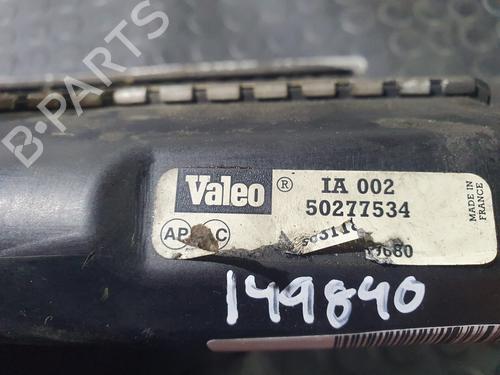 B-PARTS
Valeo ®
IA 002
50277534
MADE IN
FRANCE
149840